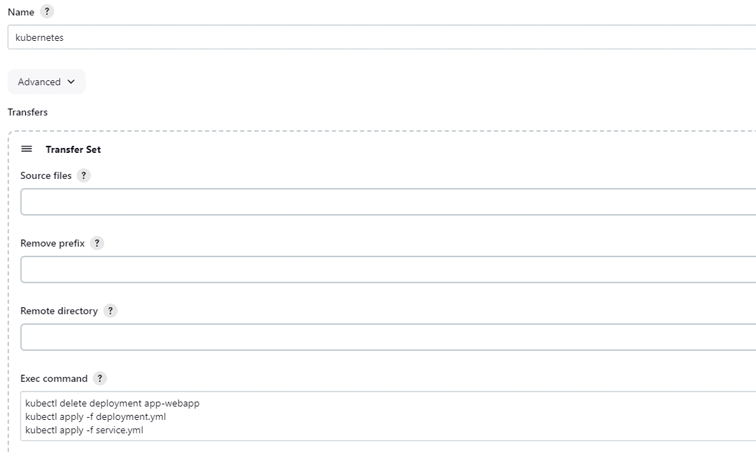 Name ?
kubernetes
Advanced
Transfers
Transfer Set
Source files ?
Remove prefix ?
Remote directory ?
Exec command ?
kubectl delete deployment app-webapp
kubectl apply -f deployment.yml
kubectl apply -f service.yml